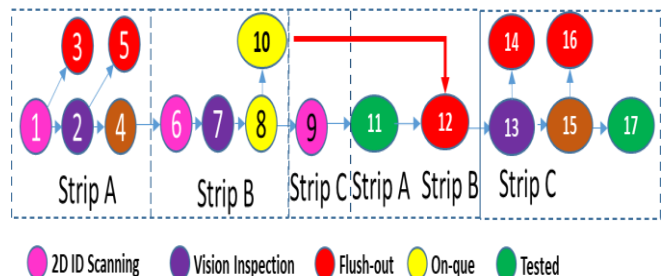 3 5 10 14 16
1 2 4 6 7 8 9 11 12 13 15 17
Strip A Strip B Strip C Strip A Strip B Strip C
2D ID Scanning Vision Inspection Flush-out On-que Tested